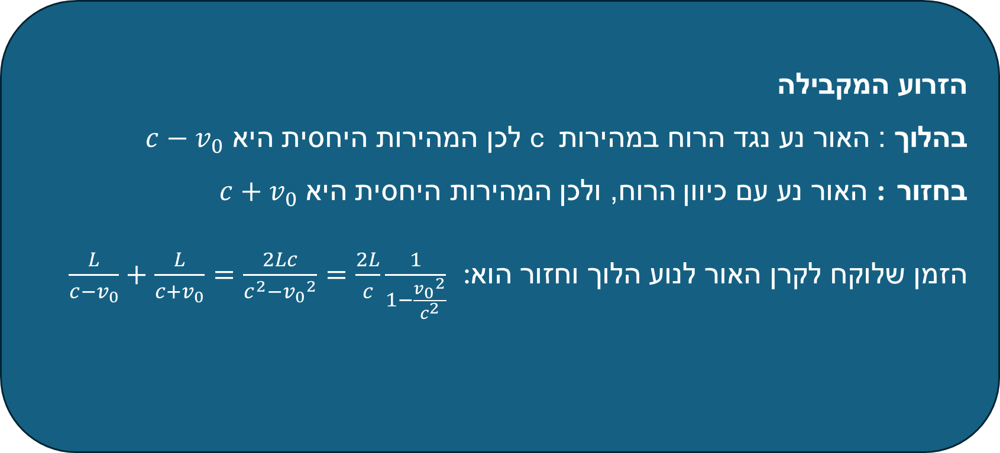 הזרוע המקבילה
בהלוך : האור נע נגד הרוח במהירות c לכן המהירות היחסית היא c − v₀
בחזור : האור נע עם כיוון הרוח, ולכן המהירות היחסית היא c + v₀
הזמן שלוקח לקרן האור לנוע הלוך וחזור הוא: \frac{L}{c-v_0}+\frac{L}{c+v_0}=\frac{2Lc}{c^2-{v_0}^2}=\frac{2L}{c}\frac{1}{1-\frac{{v_0}^2}{c^2}}